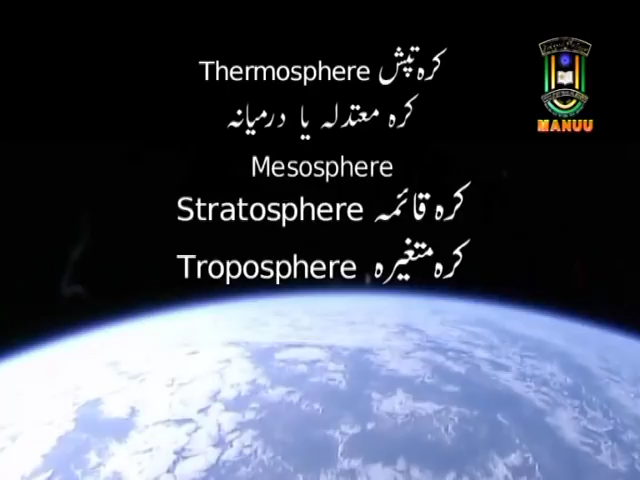 کرہ تپش Thermosphere
کرہ معتدلہ یا درمیانہ
Mesosphere
کرہ قائمہ Stratosphere
کرہ متغیرہ Troposphere
MANUU